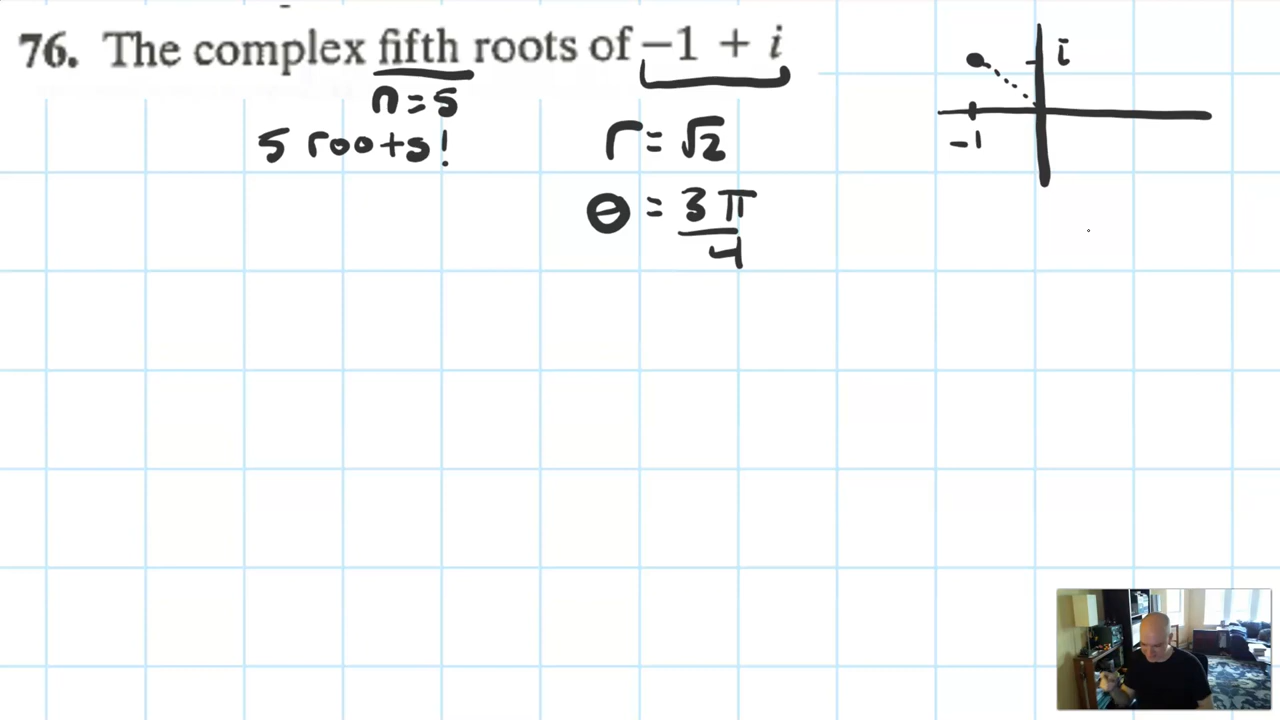 76. The complex fifth roots of −1 + i
n=5
5 roots!
r = √2
θ = 3π/4
i
-1